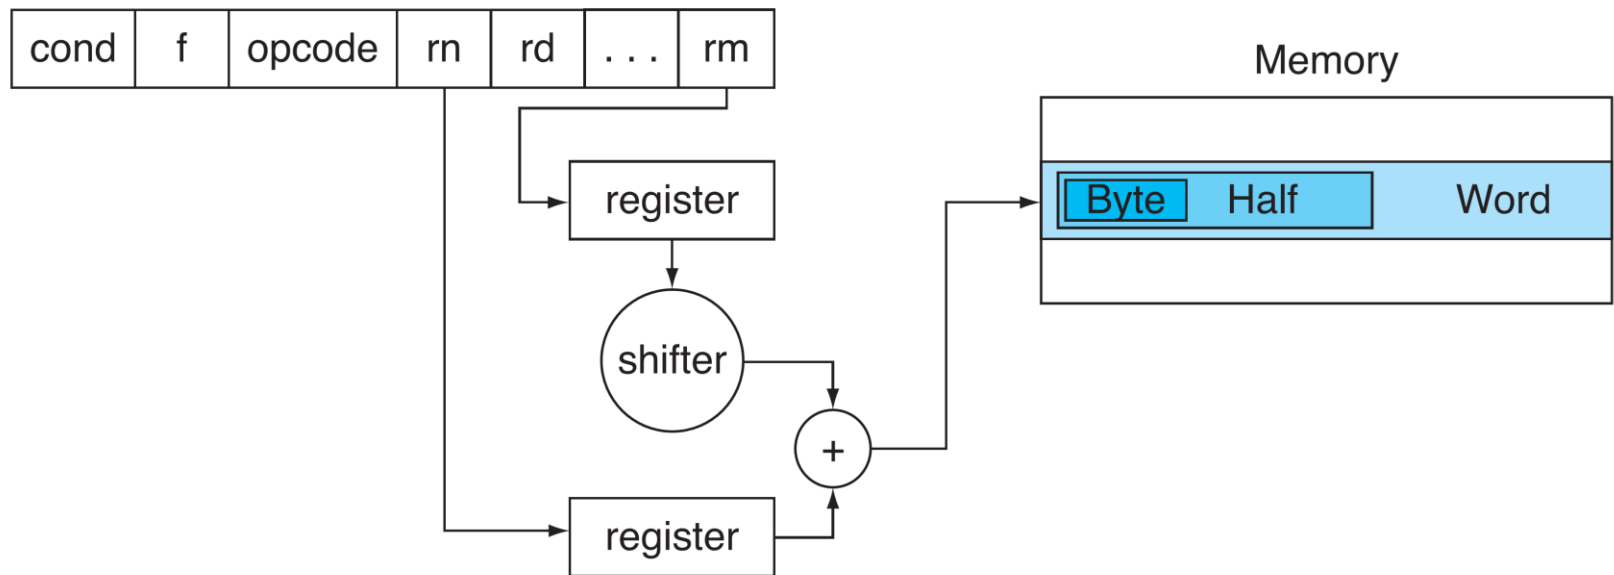 cond f opcode rn rd . . . rm
Memory
register
Byte Half Word
shifter
+
register